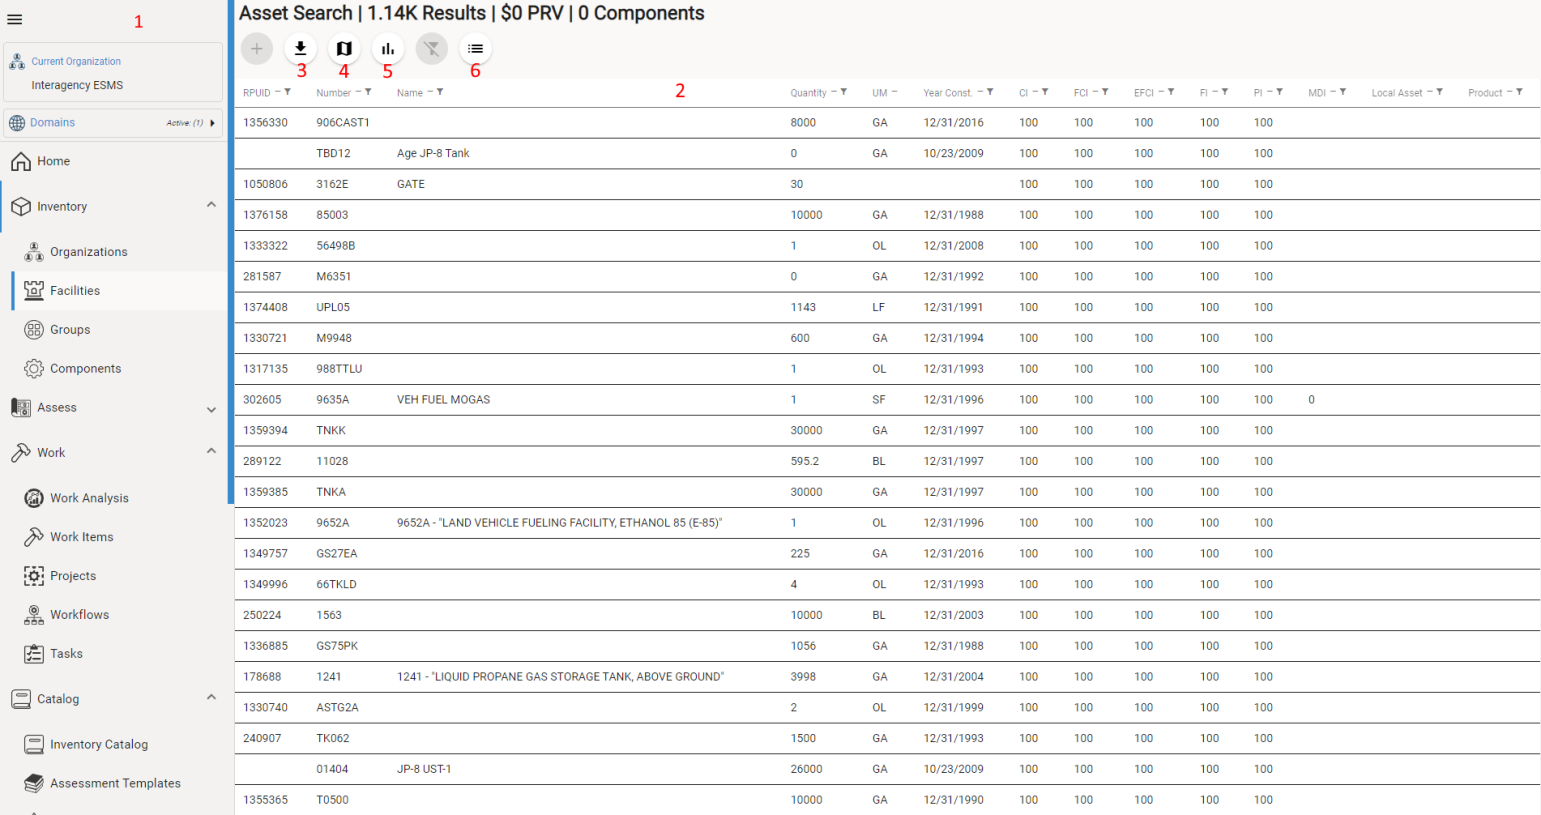 1
Current Organization
Interagency ESMS
Domains Active: (1)
Home
Inventory
Organizations
Facilities
Groups
Components
Assess
Work
Work Analysis
Work Items
Projects
Workflows
Tasks
Catalog
Inventory Catalog
Assessment Templates
Asset Search | 1.14K Results | $0 PRV | 0 Components
3 4 5 6
2
RPUID Number Name Quantity UM Year Const. CI FCI EFCI FI PI MDI Local Asset Product
1356330 906CAST1 8000 GA 12/31/2016 100 100 100 100 100
TBD12 Age JP-8 Tank 0 GA 10/23/2009 100 100 100 100 100
1050806 3162E GATE 30 100 100 100 100 100
1376158 85003 10000 GA 12/31/1988 100 100 100 100 100
1333322 56498B 1 OL 12/31/2008 100 100 100 100 100
281587 M6351 0 GA 12/31/1992 100 100 100 100 100
1374408 UPL05 1143 LF 12/31/1991 100 100 100 100 100
1330721 M9948 600 GA 12/31/1994 100 100 100 100 100
1317135 988TTLU 1 OL 12/31/1993 100 100 100 100 100
302605 9635A VEH FUEL MOGAS 1 SF 12/31/1996 100 100 100 100 100 0
1359394 TNKK 30000 GA 12/31/1997 100 100 100 100 100
289122 11028 595.2 BL 12/31/1997 100 100 100 100 100
1359385 TNKA 30000 GA 12/31/1997 100 100 100 100 100
1352023 9652A 9652A - "LAND VEHICLE FUELING FACILITY, ETHANOL 85 (E-85)" 1 OL 12/31/1996 100 100 100 100 100
1349757 GS27EA 225 GA 12/31/2016 100 100 100 100 100
1349996 66TKLD 4 OL 12/31/1993 100 100 100 100 100
250224 1563 10000 BL 12/31/2003 100 100 100 100 100
1336885 GS75PK 1056 GA 12/31/1988 100 100 100 100 100
178688 1241 1241 - "LIQUID PROPANE GAS STORAGE TANK, ABOVE GROUND" 3998 GA 12/31/2004 100 100 100 100 100
1330740 ASTG2A 2 OL 12/31/1999 100 100 100 100 100
240907 TK062 1500 GA 12/31/1993 100 100 100 100 100
01404 JP-8 UST-1 26000 GA 10/23/2009 100 100 100 100 100
1355365 T0500 10000 GA 12/31/1990 100 100 100 100 100